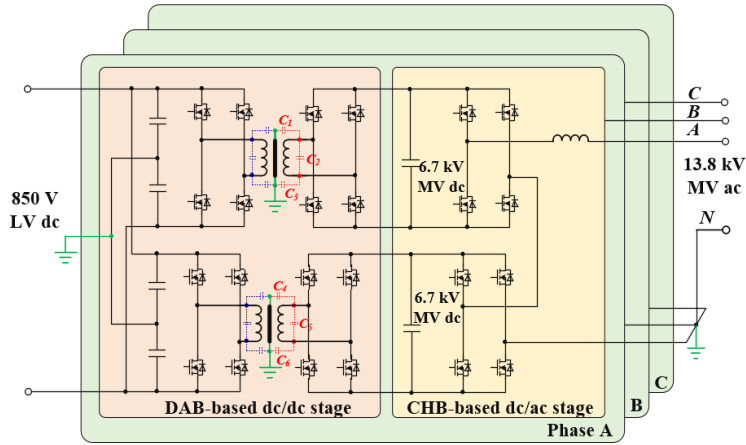 C
B
A
C1
C2
C3
6.7 kV
MV dc
850 V
LV dc
13.8 kV
MV ac
N
C4
C5
C6
6.7 kV
MV dc
DAB-based dc/dc stage
CHB-based dc/ac stage
C
B
Phase A